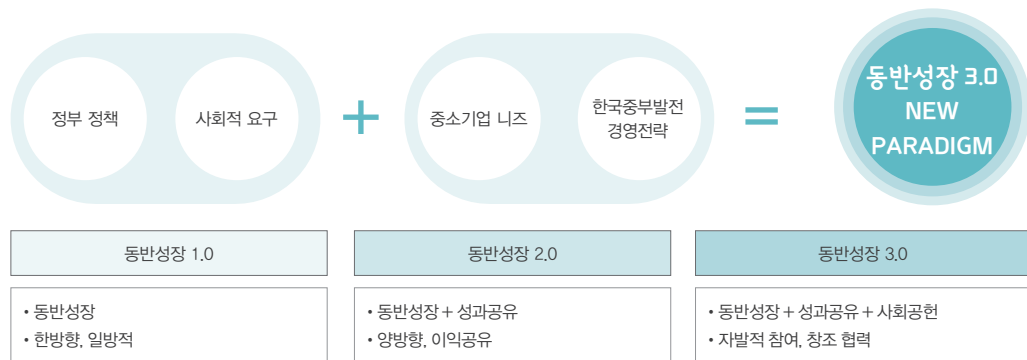 정부 정책
사회적 요구
+
중소기업 니즈
한국중부발전
경영전략
=
동반성장 3.0
NEW
PARADIGM
동반성장 1.0
• 동반성장
• 한방향, 일방적
동반성장 2.0
• 동반성장 + 성과공유
• 양방향, 이익공유
동반성장 3.0
• 동반성장 + 성과공유 + 사회공헌
• 자발적 참여, 창조 협력